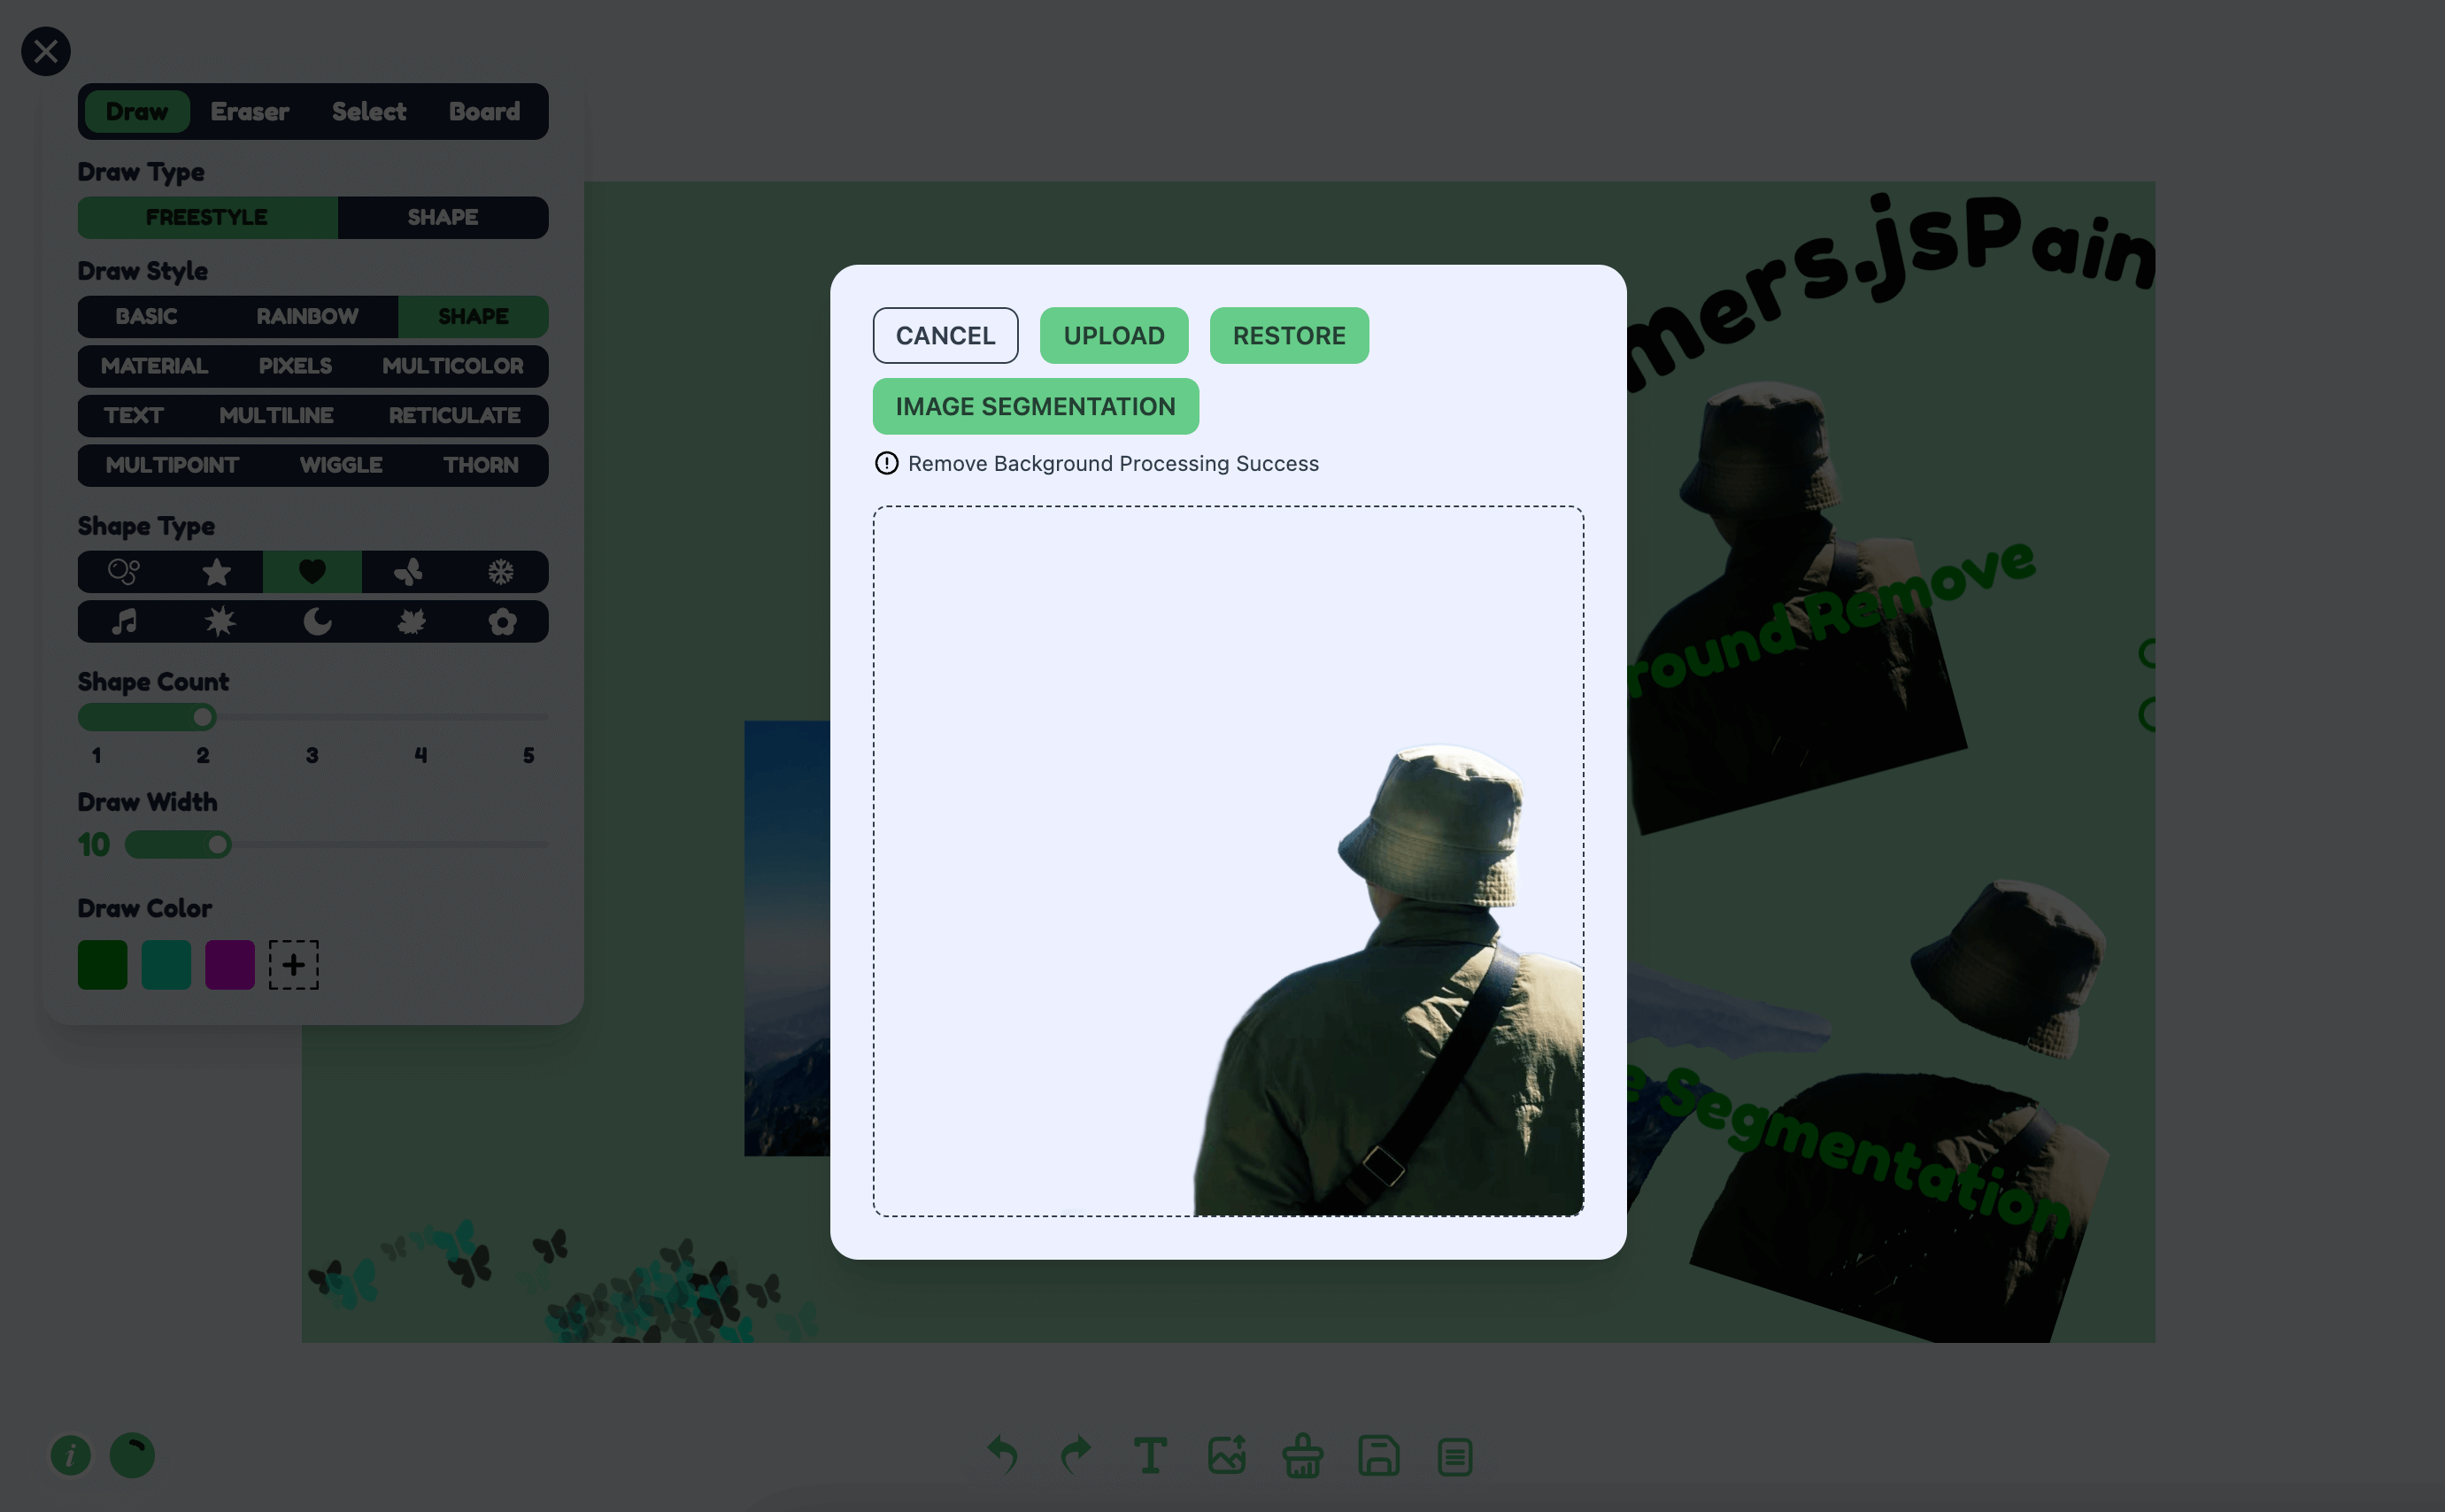 Draw Eraser Select Board
Draw Type
FREESTYLE SHAPE
Draw Style
BASIC RAINBOW SHAPE
MATERIAL PIXELS MULTICOLOR
TEXT MULTILINE RETICULATE
MULTIPOINT WIGGLE THORN
Shape Type
Shape Count
1 2 3 4 5
Draw Width
10
Draw Color
CANCEL UPLOAD RESTORE
IMAGE SEGMENTATION
Remove Background Processing Success
mers.jsPain
round Remove
e Segmentation